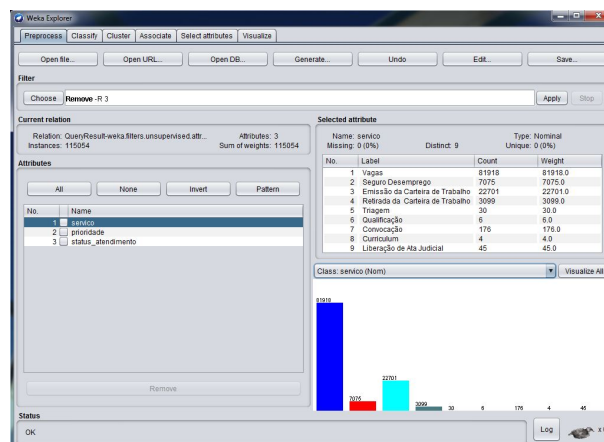 Weka Explorer
Preprocess Classify Cluster Associate Select attributes Visualize
Open file... Open URL... Open DB... Generate... Undo Edit... Save...
Filter
Choose Remove -R 3 Apply Stop
Current relation
Relation: QueryResult-weka.filters.unsupervised.attr... Attributes: 3
Instances: 115054 Sum of weights: 115054
Attributes
All None Invert Pattern
No. Name
1 servico
2 prioridade
3 status_atendimento
Remove
Selected attribute
Name: servico Type: Nominal
Missing: 0 (0%) Distinct: 9 Unique: 0 (0%)
No. Label Count Weight
1 Vagas 81918 81918.0
2 Seguro Desemprego 7075 7075.0
3 Emissão da Carteira de Trabalho 22701 22701.0
4 Retirada da Carteira de Trabalho 3099 3099.0
5 Triagem 30 30.0
6 Qualificação 6 6.0
7 Convocação 176 176.0
8 Curriculum 4 4.0
9 Liberação de Ata Judicial 45 45.0
Class: servico (Nom) Visualize All
81918
7075
22701
3099
30
6
176
4
45
Status
OK
Log